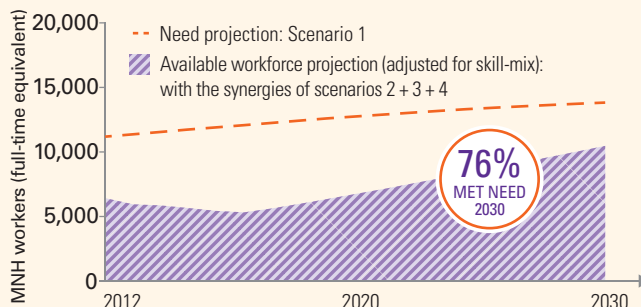 MNH workers (full-time equivalent)
20,000
15,000
10,000
5,000
0
Need projection: Scenario 1
Available workforce projection (adjusted for skill-mix):
with the synergies of scenarios 2 + 3 + 4
76%
MET NEED
2030
2012
2020
2030